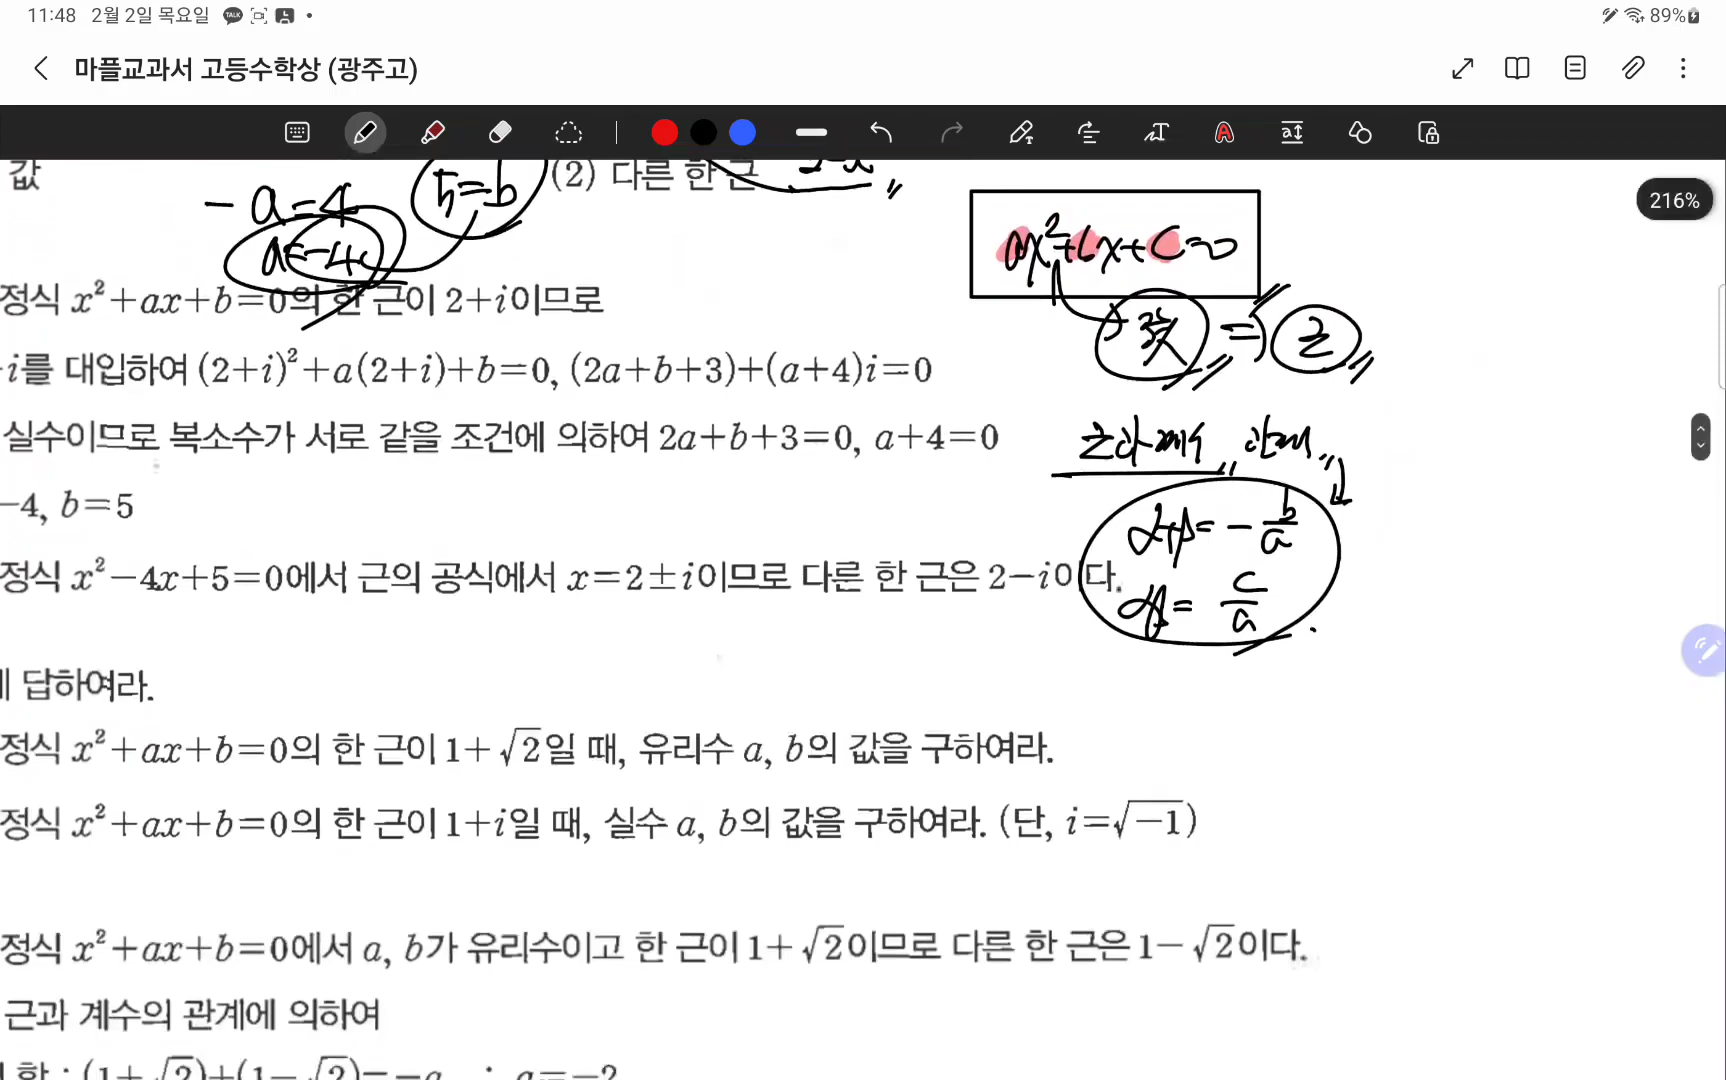 11:48 2월 2일 목요일 TALK 89%
마플교과서 고등수학상 (광주고)
216%
값
-a=4
5=b
(2) 다른 한 근
a=-4
ax²+bx+c=0
정식 x²+ax+b=0의 한 근이 2+i이므로
⇒ 근
i를 대입하여 (2+i)²+a(2+i)+b=0, (2a+b+3)+(a+4)i=0
실수이므로 복소수가 서로 같을 조건에 의하여 2a+b+3=0, a+4=0
근과 계수 관계
-4, b=5
α+β = - b/a
정식 x²-4x+5=0에서 근의 공식에서 x=2±i이므로 다른 한 근은 2-i이다.
αβ = c/a
답하여라.
정식 x²+ax+b=0의 한 근이 1+√2일 때, 유리수 a, b의 값을 구하여라.
정식 x²+ax+b=0의 한 근이 1+i일 때, 실수 a, b의 값을 구하여라. (단, i=√-1)
정식 x²+ax+b=0에서 a, b가 유리수이고 한 근이 1+√2이므로 다른 한 근은 1-√2이다.
근과 계수의 관계에 의하여
합 : (1+√2)+(1-√2)=-a ∴ a=-2